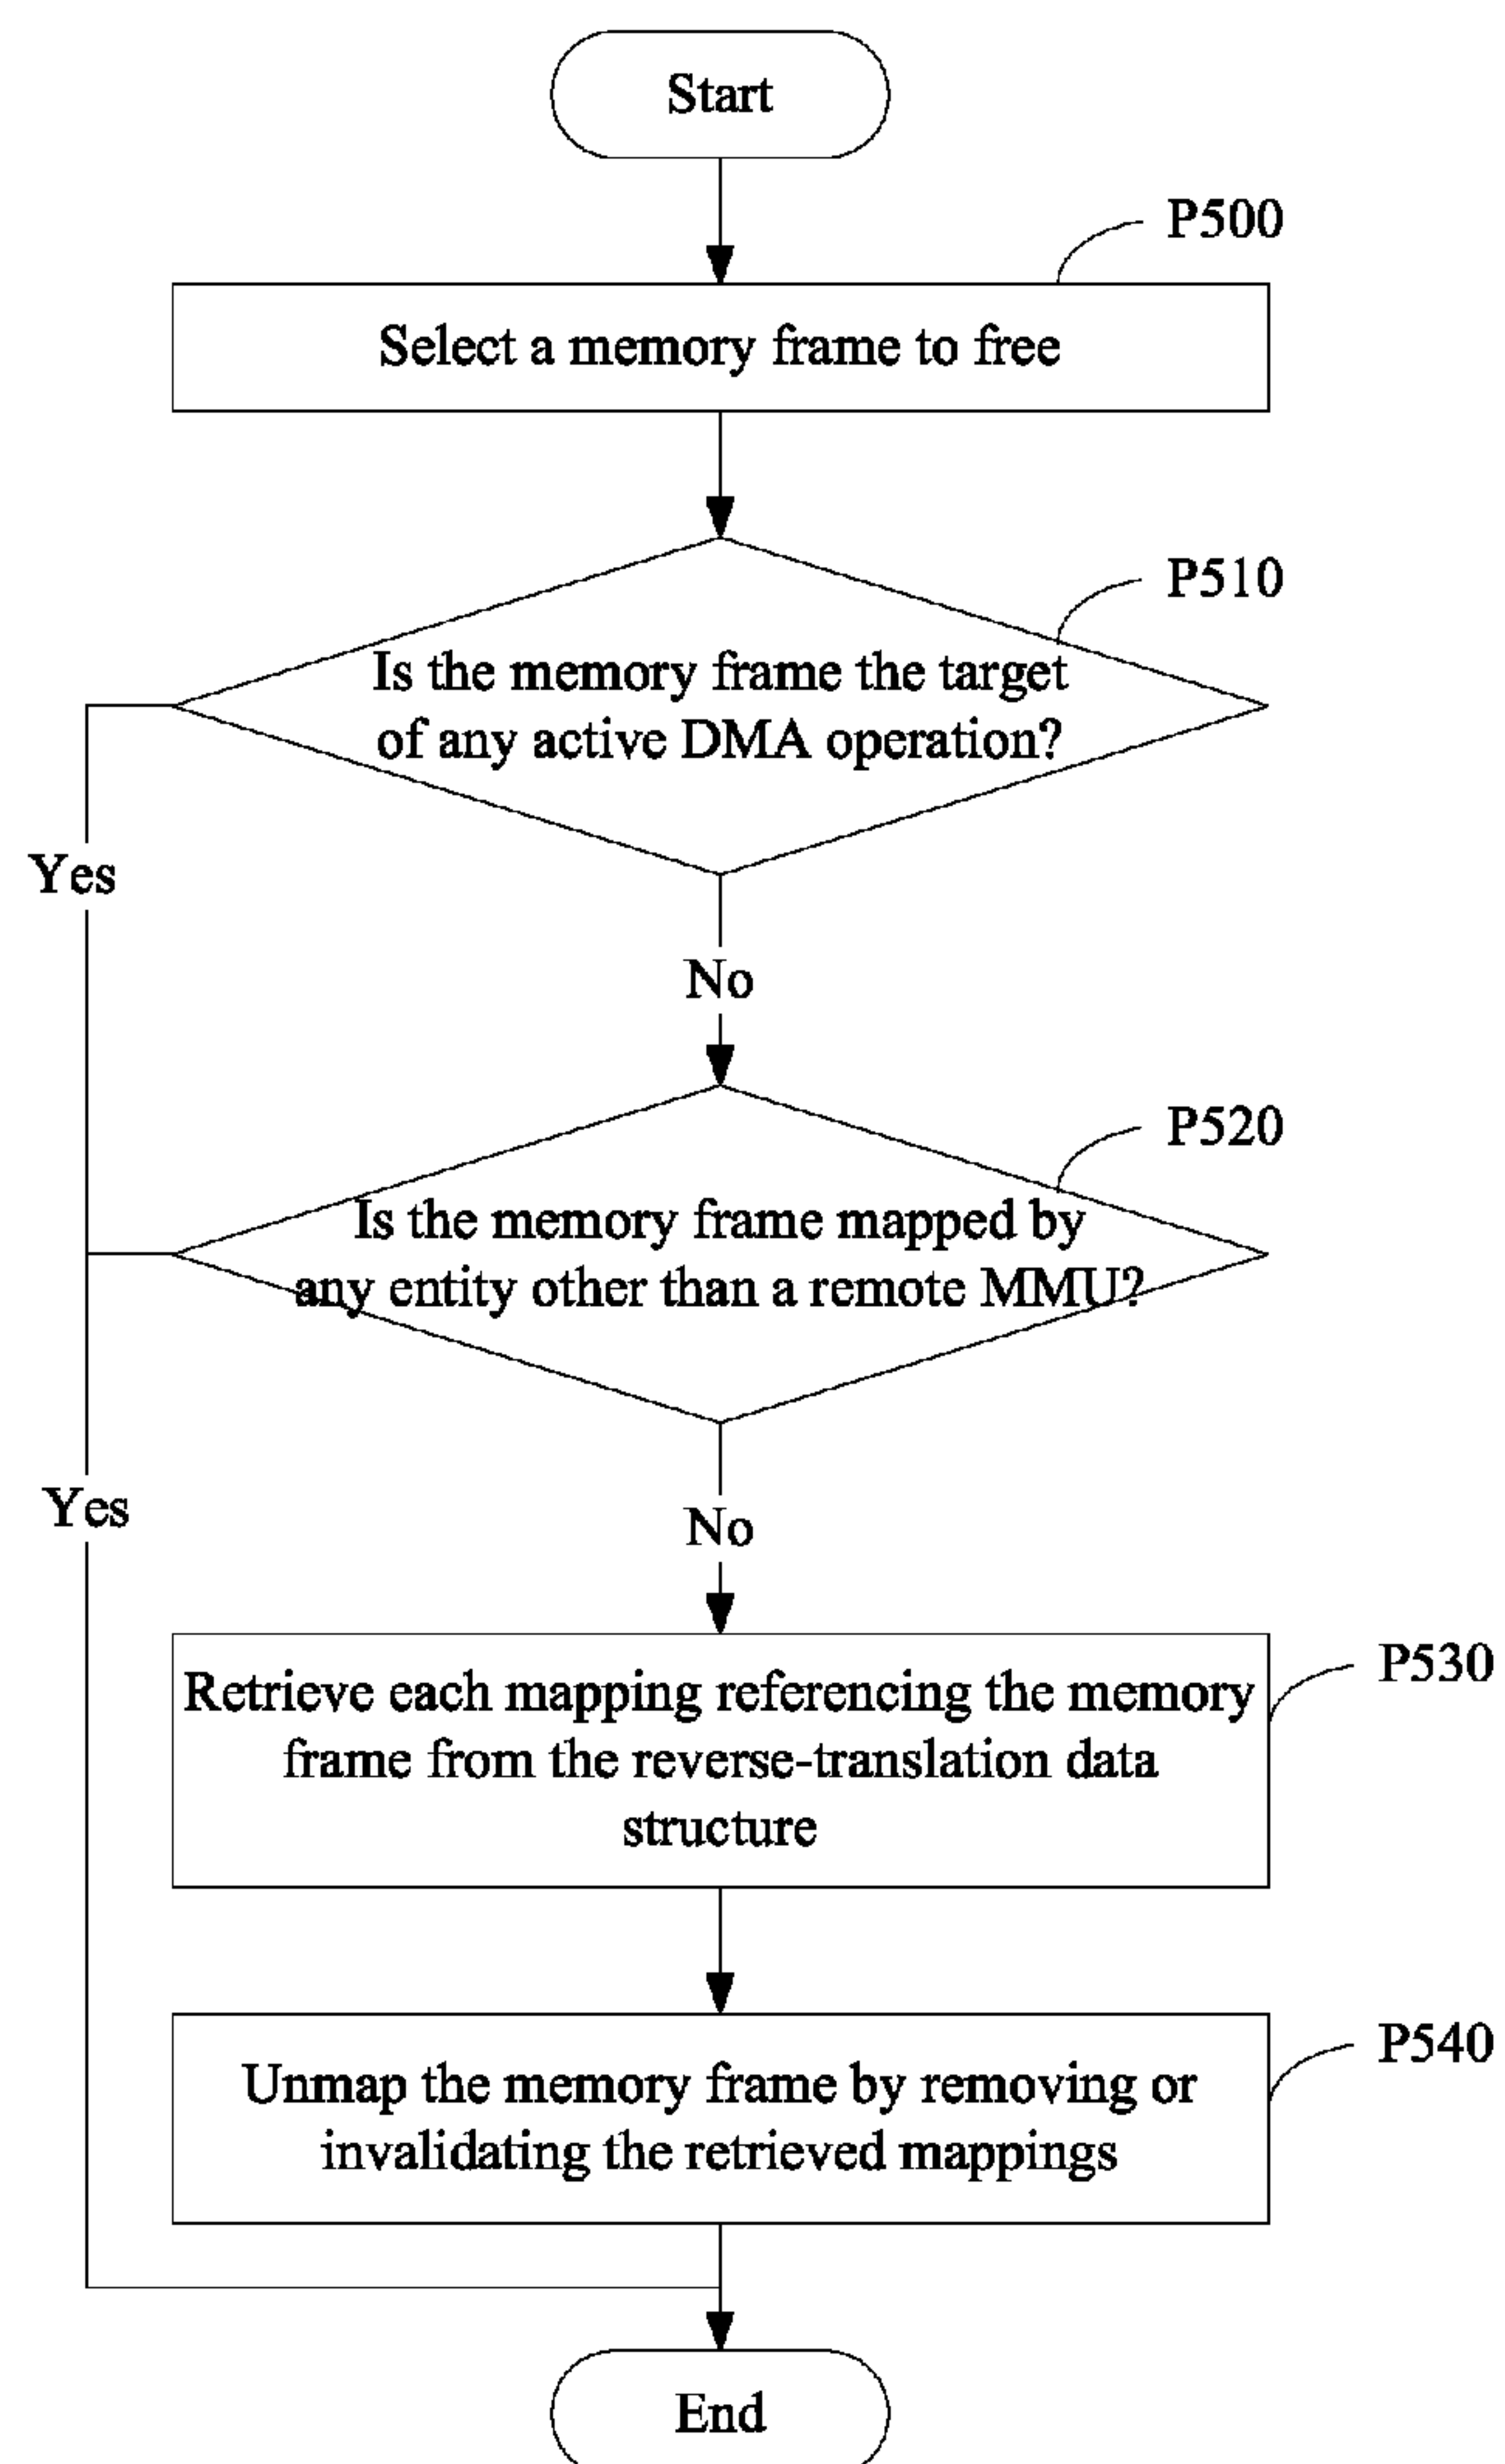 Start
P500
Select a memory frame to free
P510
Is the memory frame the target
of any active DMA operation?
Yes
No
P520
Is the memory frame mapped by
any entity other than a remote MMU?
Yes
No
P530
Retrieve each mapping referencing the memory
frame from the reverse-translation data
structure
P540
Unmap the memory frame by removing or
invalidating the retrieved mappings
End